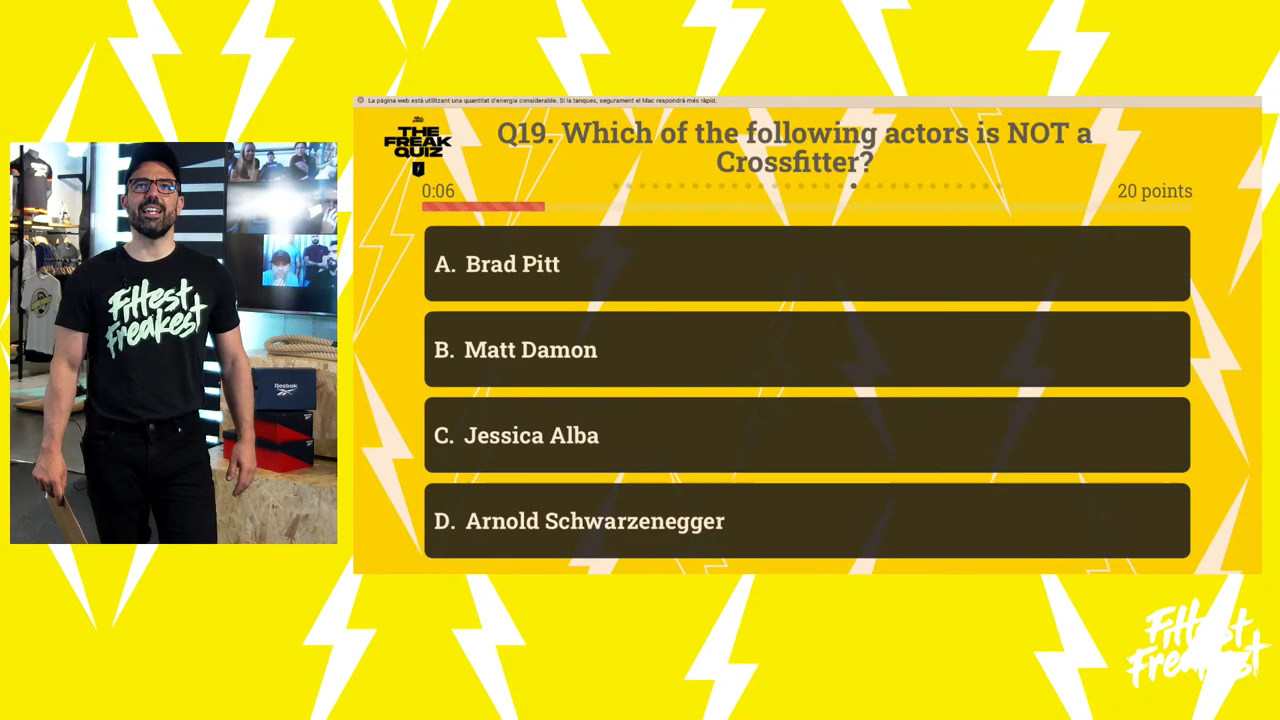 La pàgina web està utilitzant una quantitat d'energia considerable. Si la tanques, segurament el Mac respondrà més ràpid.
THE
FREAK
QUIZ
Q19. Which of the following actors is NOT a
Crossfitter?
0:06
20 points
A. Brad Pitt
B. Matt Damon
C. Jessica Alba
D. Arnold Schwarzenegger
Fittest
Freakest
Reebok
Fittest
Freakest